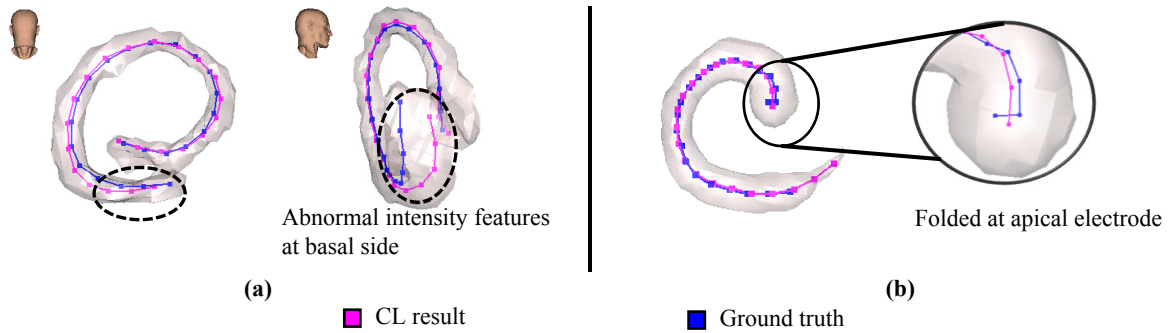 Abnormal intensity features
at basal side
Folded at apical electrode
(a)
(b)
CL result
Ground truth